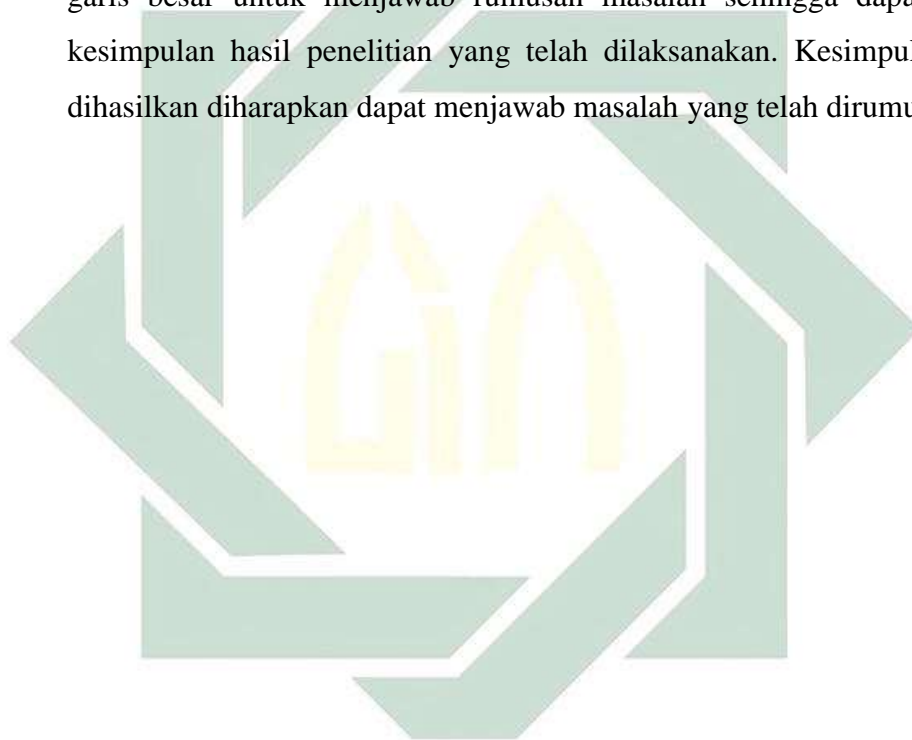 garis besar untuk menjawab rumusan masalah sehingga dapa
kesimpulan hasil penelitian yang telah dilaksanakan. Kesimpul
dihasilkan diharapkan dapat menjawab masalah yang telah dirumu